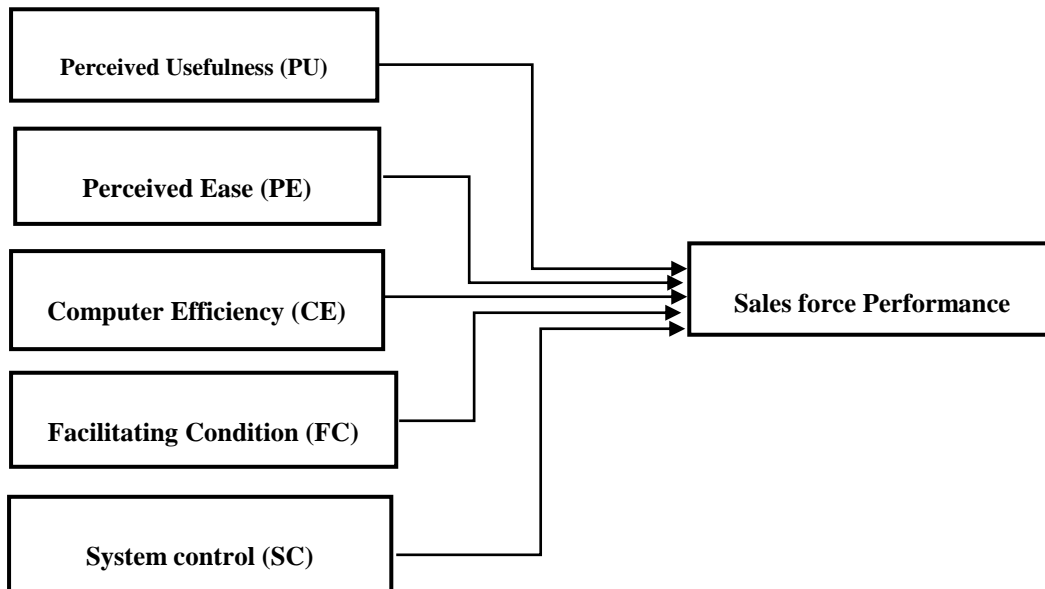 Perceived Usefulness (PU)
Perceived Ease (PE)
Computer Efficiency (CE)
Sales force Performance
Facilitating Condition (FC)
System control (SC)